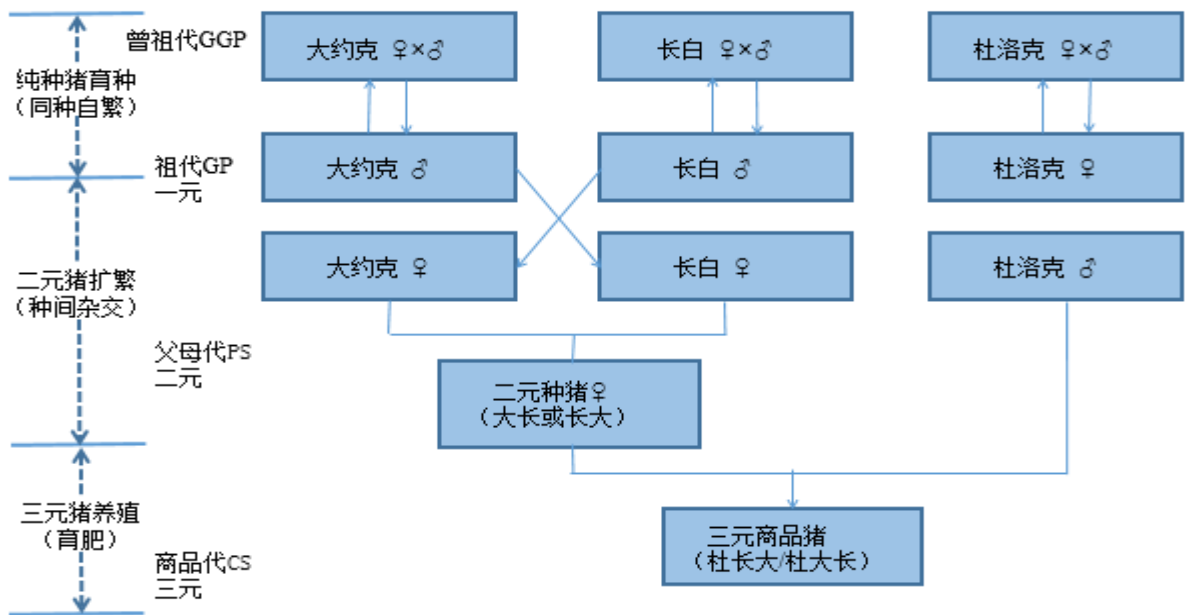 曾祖代GGP
大约克 ♀×♂
长白 ♀×♂
杜洛克 ♀×♂
纯种猪育种
（同种自繁）
祖代GP
一元
大约克 ♂
长白 ♂
杜洛克 ♀
大约克 ♀
长白 ♀
杜洛克 ♂
二元猪扩繁
（种间杂交）
父母代PS
二元
二元种猪♀
（大长或长大）
三元猪养殖
（育肥）
三元商品猪
（杜长大/杜大长）
商品代CS
三元